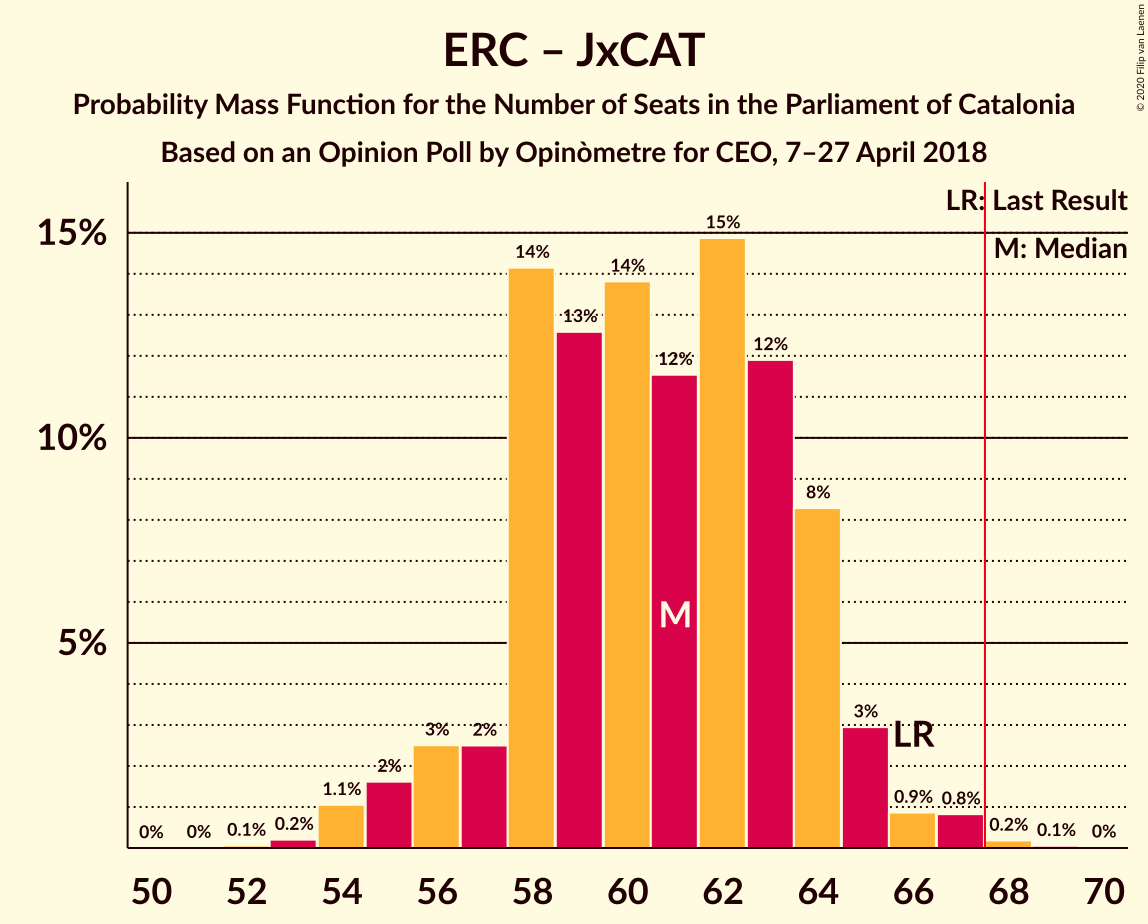 ERC – JxCAT
Probability Mass Function for the Number of Seats in the Parliament of Catalonia
Based on an Opinion Poll by Opinòmetre for CEO, 7–27 April 2018
© 2020 Filip van Laenen
LR: Last Result
M: Median
15%
10%
5%
0%
0%
0.1%
0.2%
1.1%
2%
3%
2%
14%
13%
14%
12%
15%
12%
8%
3%
0.9%
0.8%
0.2%
0.1%
0%
M
LR
50 52 54 56 58 60 62 64 66 68 70